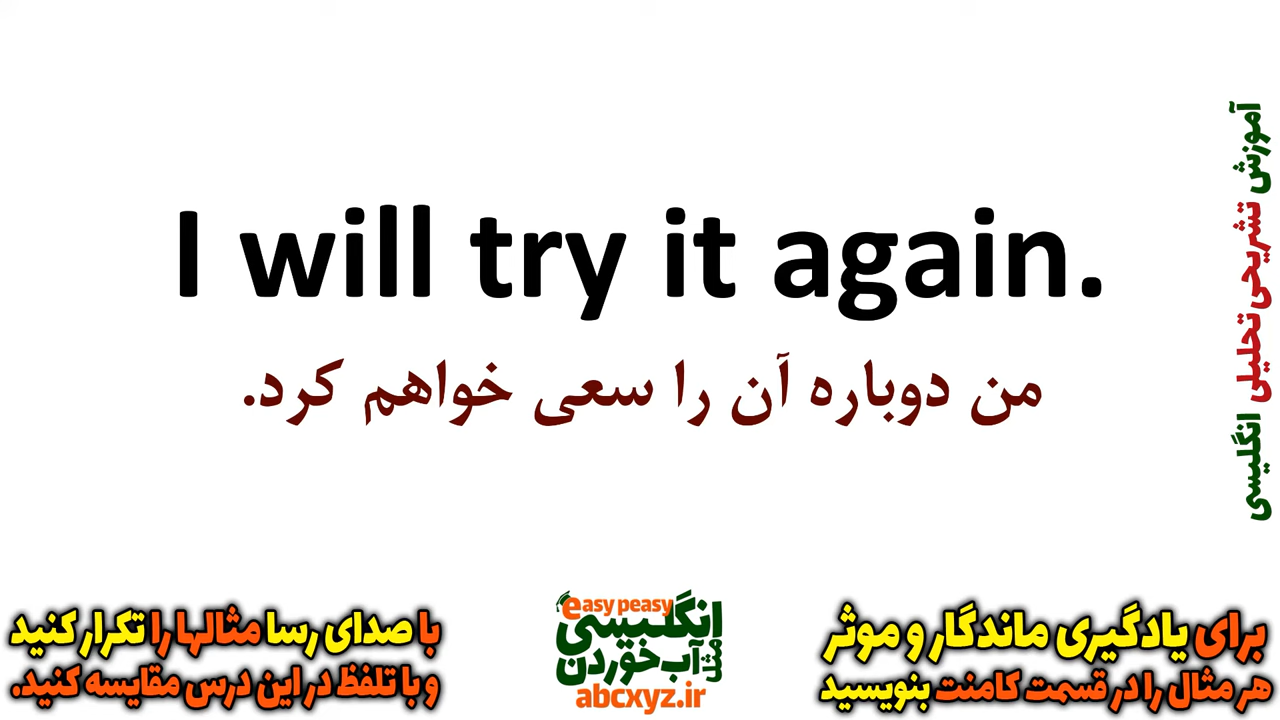 I will try it again.
من دوباره آن را سعی خواهم کرد.
آموزش تشریحی تحلیلی انگلیسی
برای یادگیری ماندگار و موثر
هر مثال را در قسمت کامنت بنویسید
easy peasy
انگلیسی
مثل آب خوردن
abcxyz.ir
با صدای رسا مثالها را تکرار کنید
و با تلفظ در این درس مقایسه کنید.